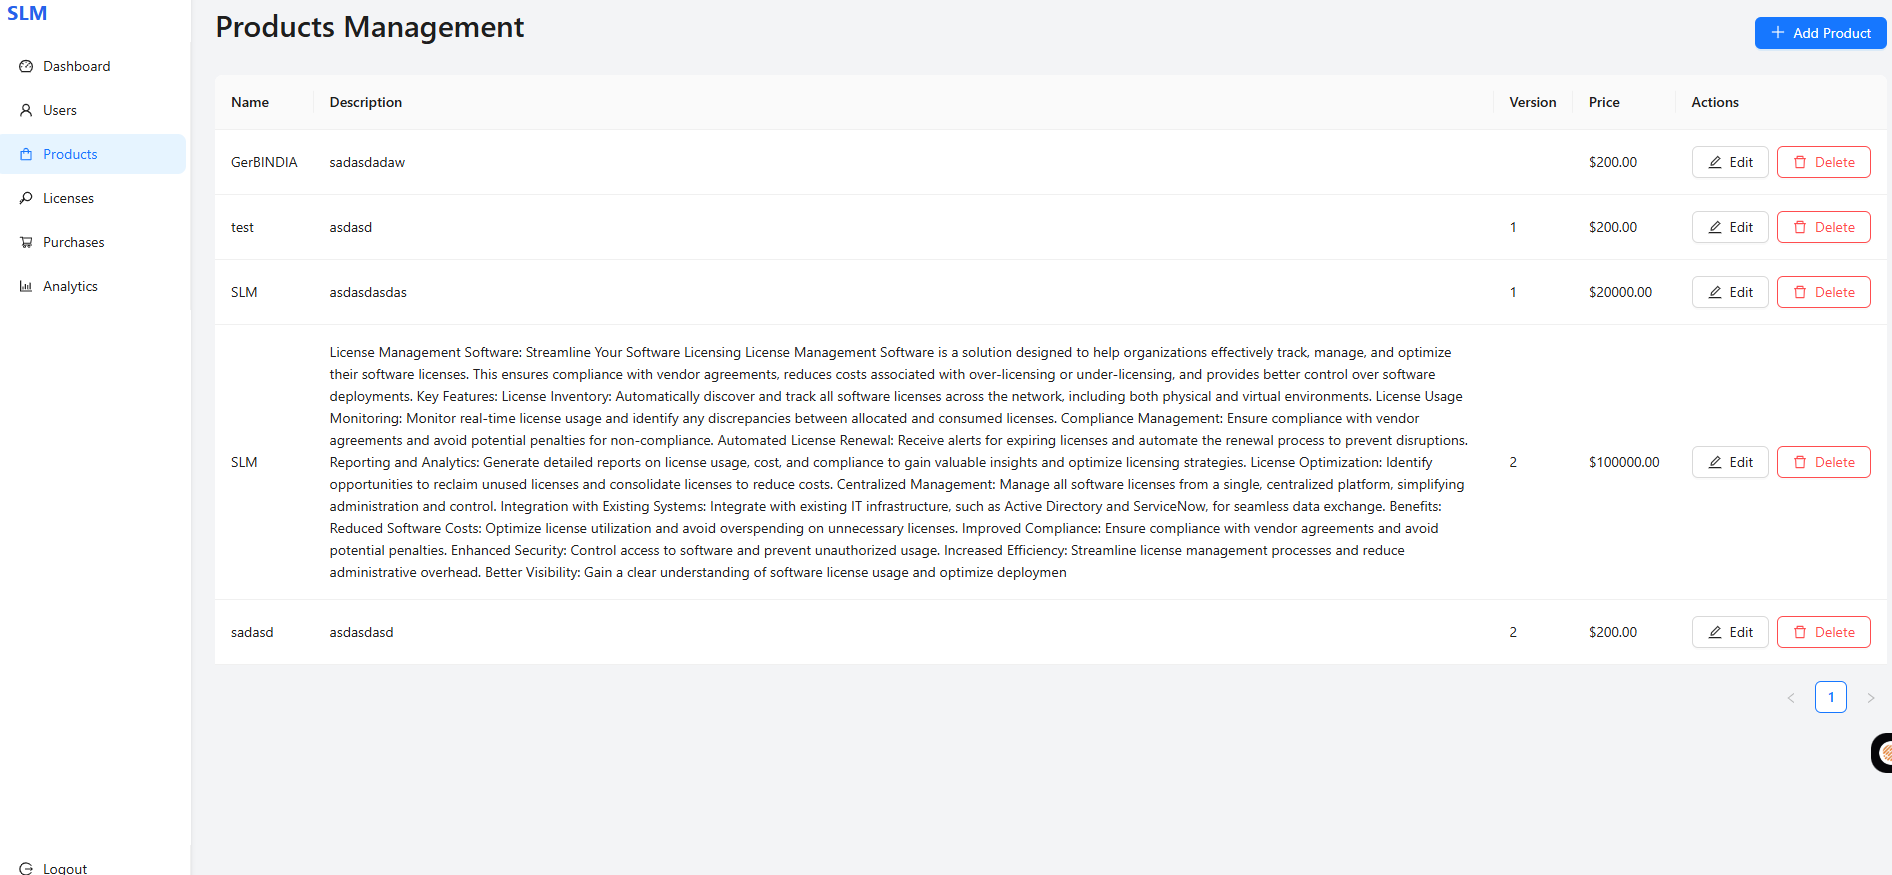 SLM
Dashboard
Users
Products
Licenses
Purchases
Analytics
Logout
Products Management
Add Product
Name Description Version Price Actions
GerBINDIA sadasdadaw $200.00 Edit Delete
test asdasd 1 $200.00 Edit Delete
SLM asdasdasdas 1 $20000.00 Edit Delete
License Management Software: Streamline Your Software Licensing License Management Software is a solution designed to help organizations effectively track, manage, and optimize
their software licenses. This ensures compliance with vendor agreements, reduces costs associated with over-licensing or under-licensing, and provides better control over software
deployments. Key Features: License Inventory: Automatically discover and track all software licenses across the network, including both physical and virtual environments. License Usage
Monitoring: Monitor real-time license usage and identify any discrepancies between allocated and consumed licenses. Compliance Management: Ensure compliance with vendor
agreements and avoid potential penalties for non-compliance. Automated License Renewal: Receive alerts for expiring licenses and automate the renewal process to prevent disruptions.
SLM Reporting and Analytics: Generate detailed reports on license usage, cost, and compliance to gain valuable insights and optimize licensing strategies. License Optimization: Identify 2 $100000.00 Edit Delete
opportunities to reclaim unused licenses and consolidate licenses to reduce costs. Centralized Management: Manage all software licenses from a single, centralized platform, simplifying
administration and control. Integration with Existing Systems: Integrate with existing IT infrastructure, such as Active Directory and ServiceNow, for seamless data exchange. Benefits:
Reduced Software Costs: Optimize license utilization and avoid overspending on unnecessary licenses. Improved Compliance: Ensure compliance with vendor agreements and avoid
potential penalties. Enhanced Security: Control access to software and prevent unauthorized usage. Increased Efficiency: Streamline license management processes and reduce
administrative overhead. Better Visibility: Gain a clear understanding of software license usage and optimize deploymen
sadasd asdasdasd 2 $200.00 Edit Delete
1